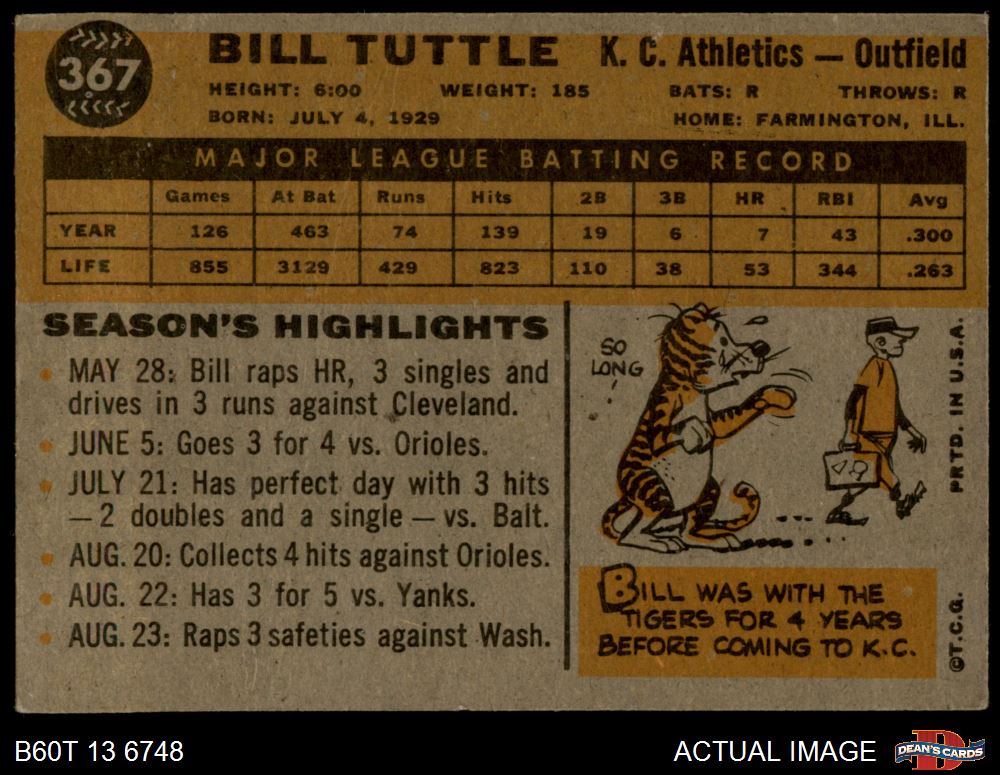 367
BILL TUTTLE K. C. Athletics — Outfield
HEIGHT: 6:00 WEIGHT: 185 BATS: R THROWS: R
BORN: JULY 4, 1929 HOME: FARMINGTON, ILL.
MAJOR LEAGUE BATTING RECORD
Games At Bat Runs Hits 2B 3B HR RBI Avg
YEAR 126 463 74 139 19 6 7 43 .300
LIFE 855 3129 429 823 110 38 53 344 .263
SEASON'S HIGHLIGHTS
• MAY 28: Bill raps HR, 3 singles and
drives in 3 runs against Cleveland.
• JUNE 5: Goes 3 for 4 vs. Orioles.
• JULY 21: Has perfect day with 3 hits
— 2 doubles and a single — vs. Balt.
• AUG. 20: Collects 4 hits against Orioles.
• AUG. 22: Has 3 for 5 vs. Yanks.
• AUG. 23: Raps 3 safeties against Wash.
SO
LONG
!
BILL WAS WITH THE
TIGERS FOR 4 YEARS
BEFORE COMING TO K.C.
PRTD. IN U.S.A.
©T.C.G.
B60T 13 6748
ACTUAL IMAGE
D
DEAN'S CARDS